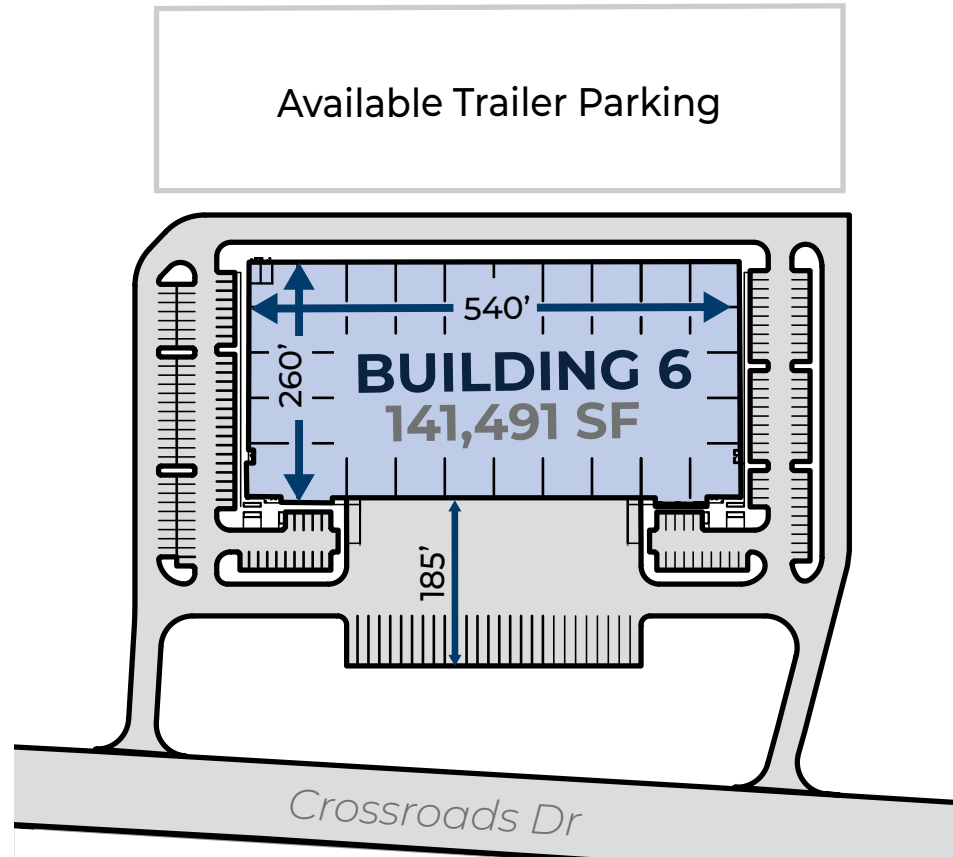 Available Trailer Parking
540’
260’
BUILDING 6
141,491 SF
185’
Crossroads Dr